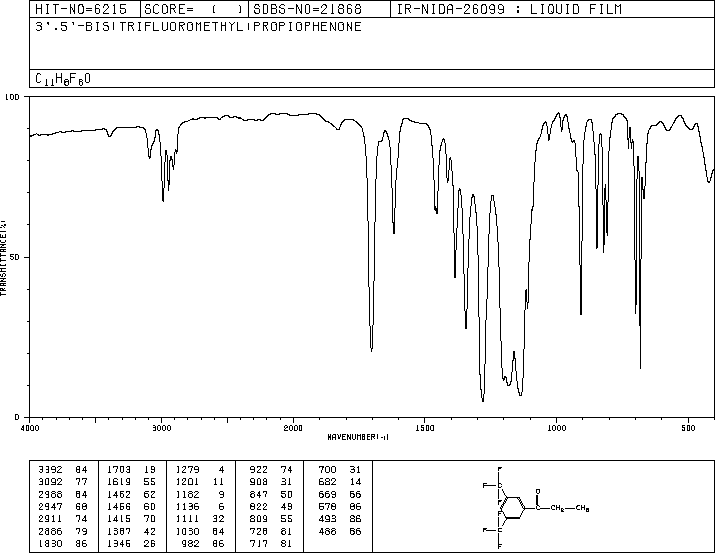 HIT-NO=6215 SCORE= ( ) SDBS-NO=21868 IR-NIDA-26099 : LIQUID FILM
3',5'-BIS(TRIFLUOROMETHYL)PROPIOPHENONE
C11H8F6O
100
50
0
TRANSMITTANCE(%)
4000 3000 2000 1500 1000 500
WAVENUMBER(-1)
3392 84 1703 19 1279 4 922 74 700 31
3092 77 1619 55 1201 11 908 31 682 14
2988 64 1462 62 1182 9 847 50 669 66
2947 68 1456 60 1136 6 822 49 578 86
2911 74 1415 70 1111 32 809 55 493 86
2886 79 1387 42 1030 84 728 81
1830 86 1346 26 982 86 717 81
F
F C F
F
F
F C F
O
C CH2 CH3